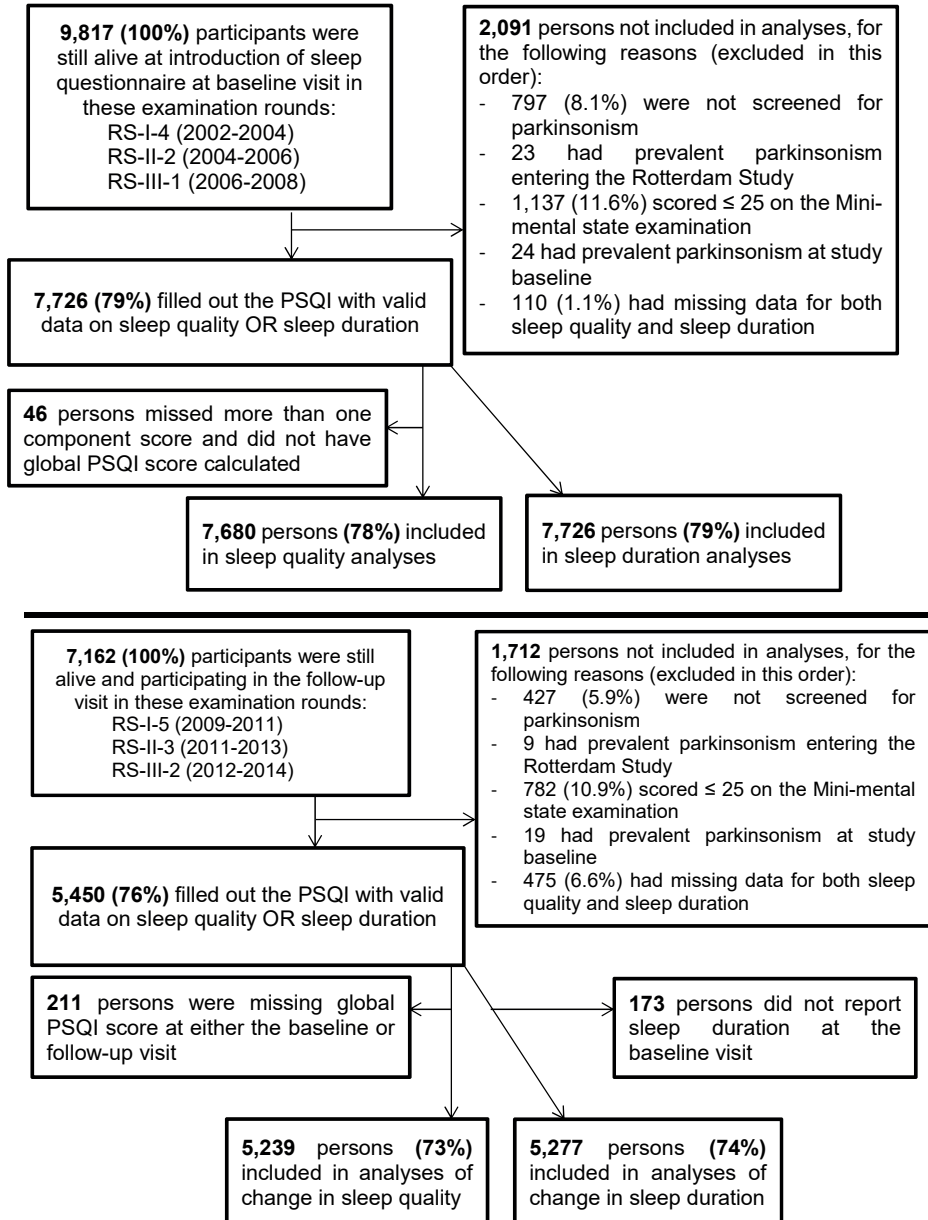 9,817 (100%) participants were
still alive at introduction of sleep
questionnaire at baseline visit in
these examination rounds:
RS-I-4 (2002-2004)
RS-II-2 (2004-2006)
RS-III-1 (2006-2008)
2,091 persons not included in analyses, for
the following reasons (excluded in this
order):
- 797 (8.1%) were not screened for
parkinsonism
- 23 had prevalent parkinsonism
entering the Rotterdam Study
- 1,137 (11.6%) scored ≤ 25 on the Mini-
mental state examination
- 24 had prevalent parkinsonism at study
baseline
- 110 (1.1%) had missing data for both
sleep quality and sleep duration
7,726 (79%) filled out the PSQI with valid
data on sleep quality OR sleep duration
46 persons missed more than one
component score and did not have
global PSQI score calculated
7,680 persons (78%) included
in sleep quality analyses
7,726 persons (79%) included
in sleep duration analyses
7,162 (100%) participants were still
alive and participating in the follow-up
visit in these examination rounds:
RS-I-5 (2009-2011)
RS-II-3 (2011-2013)
RS-III-2 (2012-2014)
1,712 persons not included in analyses, for the
following reasons (excluded in this order):
- 427 (5.9%) were not screened for
parkinsonism
- 9 had prevalent parkinsonism entering the
Rotterdam Study
- 782 (10.9%) scored ≤ 25 on the Mini-mental
state examination
- 19 had prevalent parkinsonism at study
baseline
- 475 (6.6%) had missing data for both sleep
quality and sleep duration
5,450 (76%) filled out the PSQI with valid
data on sleep quality OR sleep duration
211 persons were missing global
PSQI score at either the baseline or
follow-up visit
173 persons did not report
sleep duration at the
baseline visit
5,239 persons (73%)
included in analyses of
change in sleep quality
5,277 persons (74%)
included in analyses of
change in sleep duration